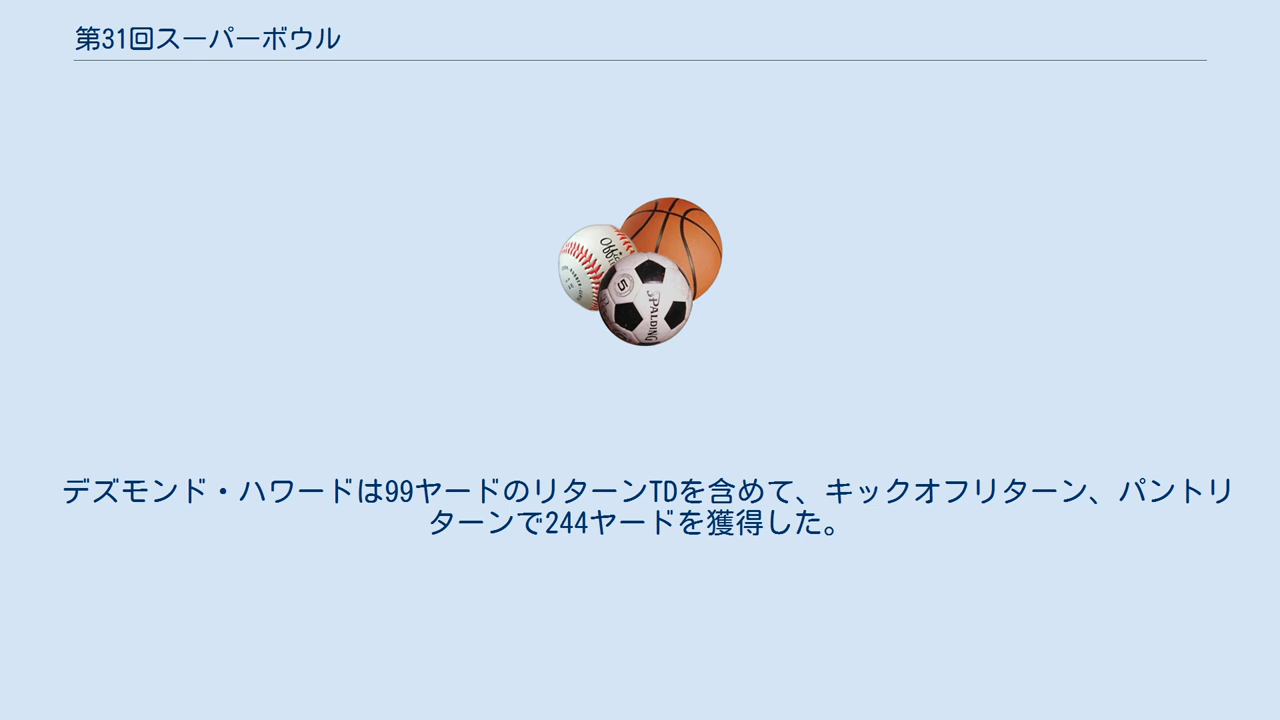 第31回スーパーボウル
Offici
5
SPALDING
デズモンド・ハワードは99ヤードのリターンTDを含めて、キックオフリターン、パントリ
ターンで244ヤードを獲得した。